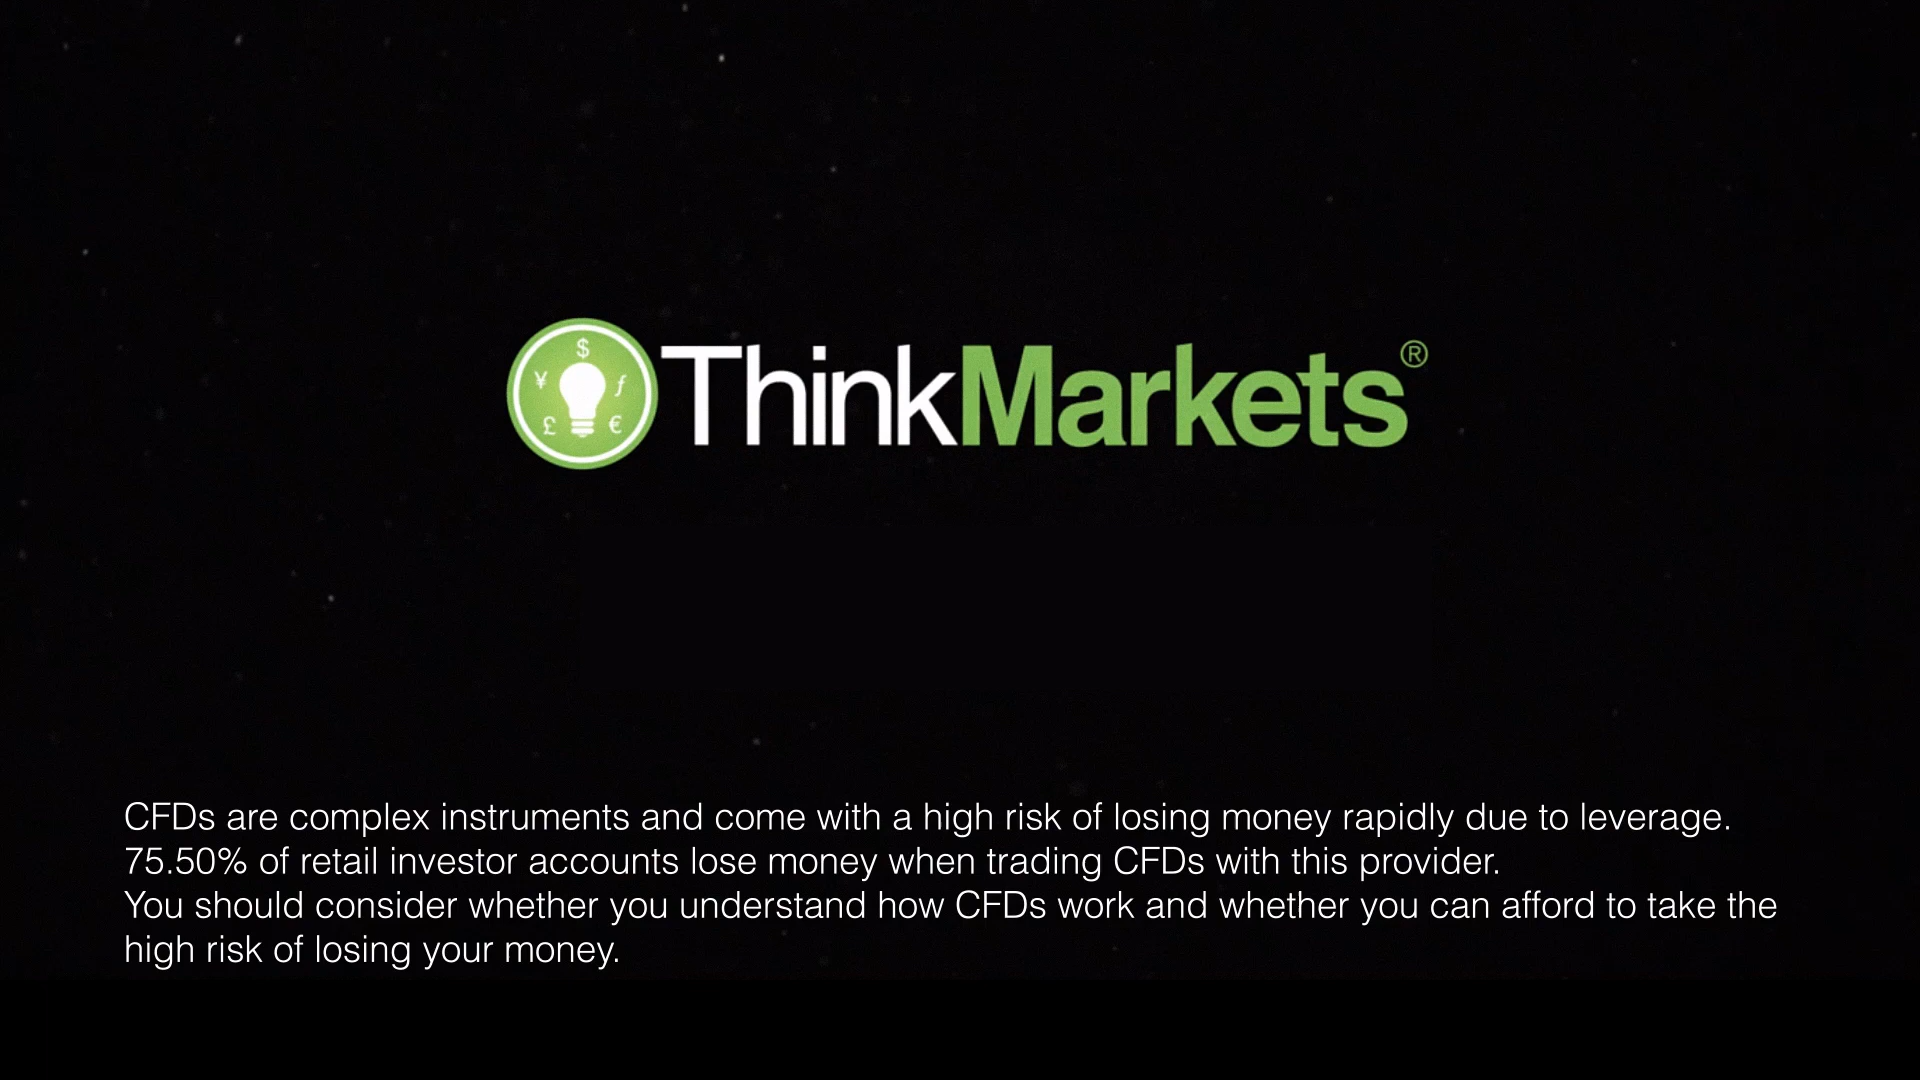 $
¥ ƒ
£ €
ThinkMarkets®
CFDs are complex instruments and come with a high risk of losing money rapidly due to leverage.
75.50% of retail investor accounts lose money when trading CFDs with this provider.
You should consider whether you understand how CFDs work and whether you can afford to take the
high risk of losing your money.